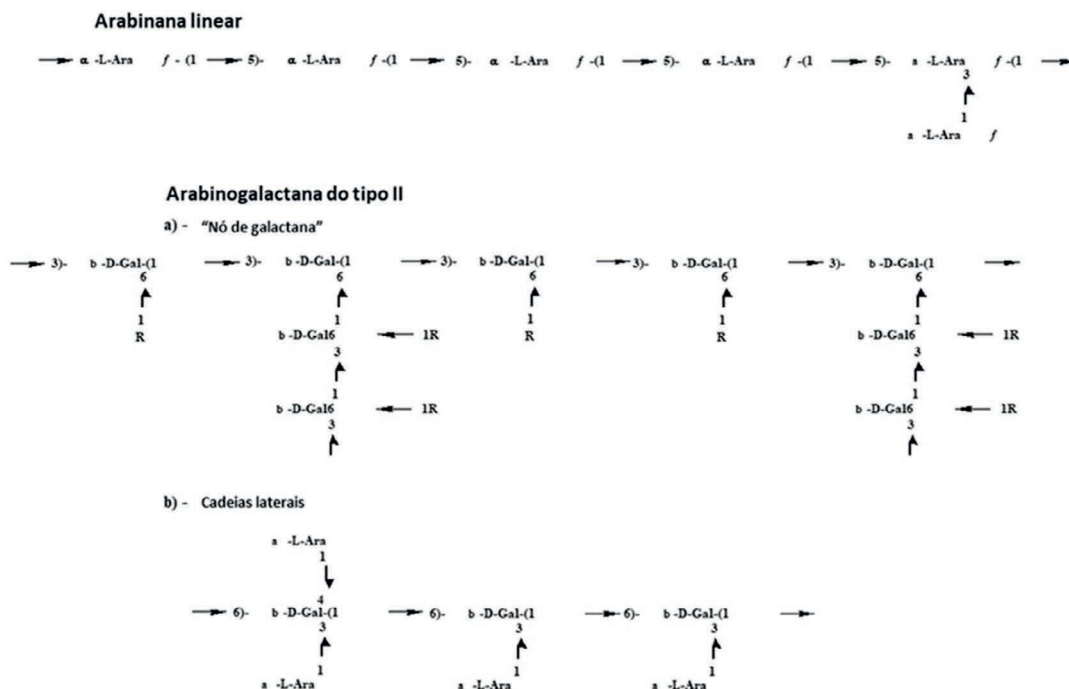 Arabinana linear
→ α -L-Ara f - (1 → 5)- α -L-Ara f -(1 → 5)- α -L-Ara f -(1 → 5)- α -L-Ara f -(1 → 5)- a -L-Ara f -(1 →
3
1
a -L-Ara f
Arabinogalactana do tipo II
a) - “Nó de galactana”
→ 3)- b -D-Gal-(1 → 3)- b -D-Gal-(1 → 3)- b -D-Gal-(1 → 3)- b -D-Gal-(1 → 3)- b -D-Gal-(1 →
6 6 6 6 6
1 1 1 1 1
R b -D-Gal6 ← 1R R R b -D-Gal6 ← 1R
3 3
1 1
b -D-Gal6 ← 1R b -D-Gal6 ← 1R
3 3
b) - Cadeias laterais
a -L-Ara
1
4
→ 6)- b -D-Gal-(1 → 6)- b -D-Gal-(1 → 6)- b -D-Gal-(1 →
3 3 3
1 1 1
a -L-Ara a -L-Ara a -L-Ara